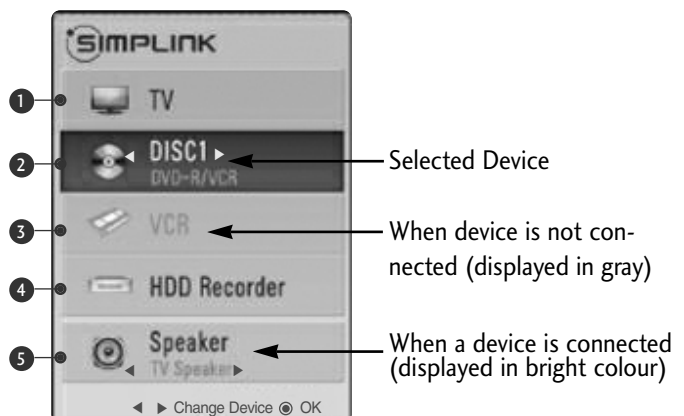 SIMPLINK
1 TV
2 DISC1 Selected Device
DVD-R/VCR
3 VCR When device is not con-
nected (displayed in gray)
4 HDD Recorder
5 Speaker When a device is connected
TV Speaker (displayed in bright colour)
◀ ▶ Change Device ◉ OK